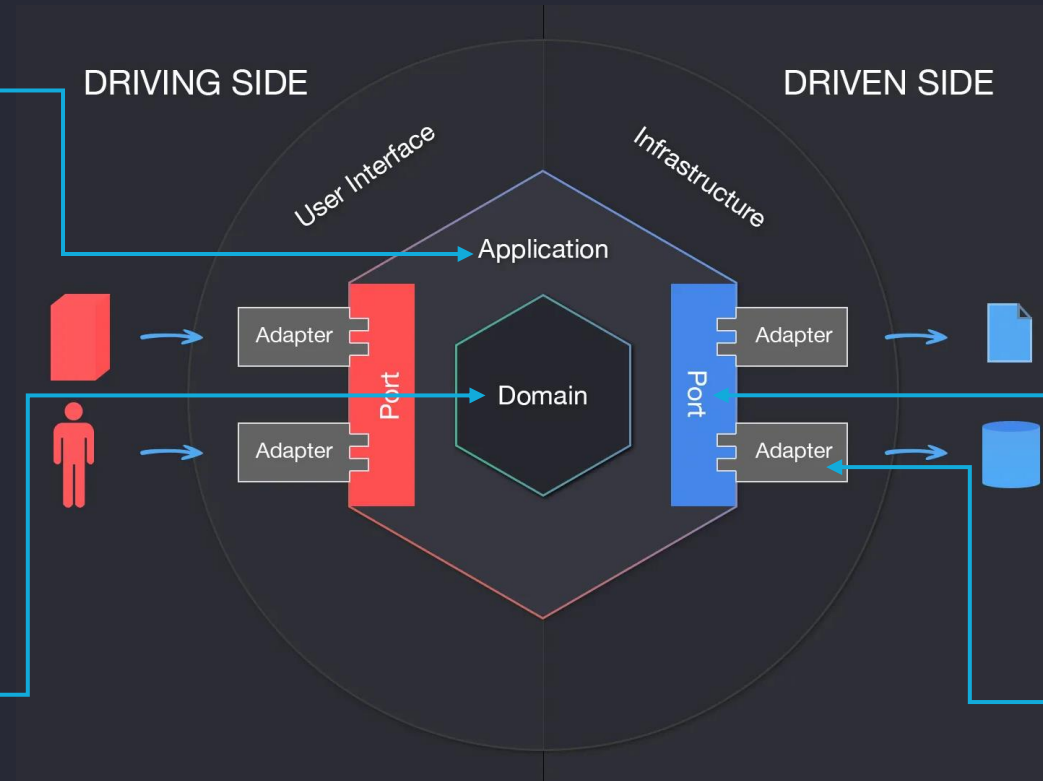 DRIVING SIDE
DRIVEN SIDE
User Interface
Infrastructure
Application
Adapter
Adapter
Port
Domain
Port
Adapter
Adapter